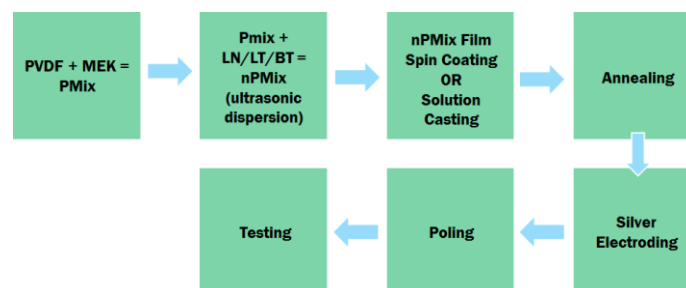 PVDF + MEK =
PMix
Pmix +
LN/LT/BT =
nPMix
(ultrasonic
dispersion)
nPMix Film
Spin Coating
OR
Solution
Casting
Annealing
Silver
Electroding
Poling
Testing